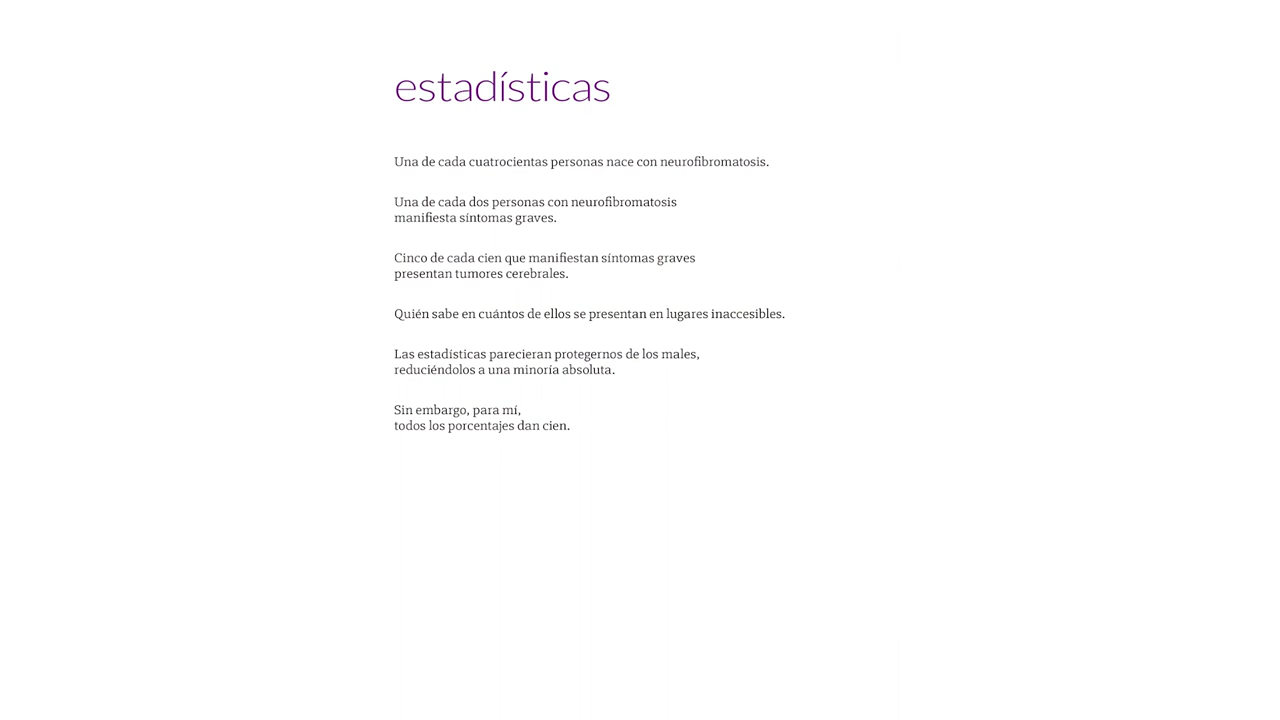 estadísticas
Una de cada cuatrocientas personas nace con neurofibromatosis.
Una de cada dos personas con neurofibromatosis
manifiesta síntomas graves.
Cinco de cada cien que manifiestan síntomas graves
presentan tumores cerebrales.
Quién sabe en cuántos de ellos se presentan en lugares inaccesibles.
Las estadísticas parecieran protegernos de los males,
reduciéndolos a una minoría absoluta.
Sin embargo, para mí,
todos los porcentajes dan cien.